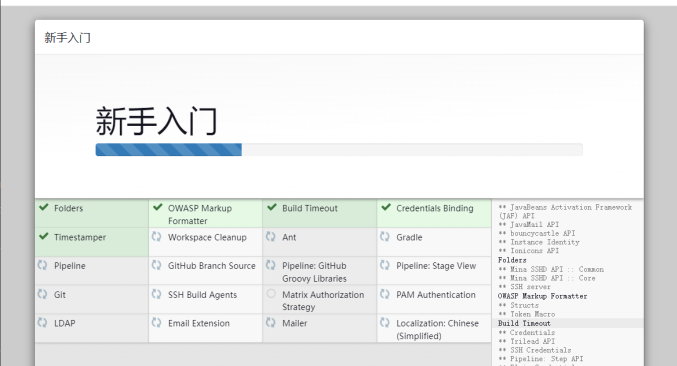 新手入门
新手入门
Folders
OWASP Markup
Formatter
Build Timeout
Credentials Binding
Timestamper
Workspace Cleanup
Ant
Gradle
Pipeline
GitHub Branch Source
Pipeline: GitHub
Groovy Libraries
Pipeline: Stage View
Git
SSH Build Agents
Matrix Authorization
Strategy
PAM Authentication
LDAP
Email Extension
Mailer
Localization: Chinese
(Simplified)
** JavaBeans Activation Framework
(JAF) API
** JavaMail API
** bouncycastle API
** Instance Identity
** Ionicons API
Folders
** Mina SSHD API :: Common
** Mina SSHD API :: Core
** SSH server
OWASP Markup Formatter
** Structs
** Token Macro
Build Timeout
** Credentials
** Trilead API
** SSH Credentials
** Pipeline: Step API